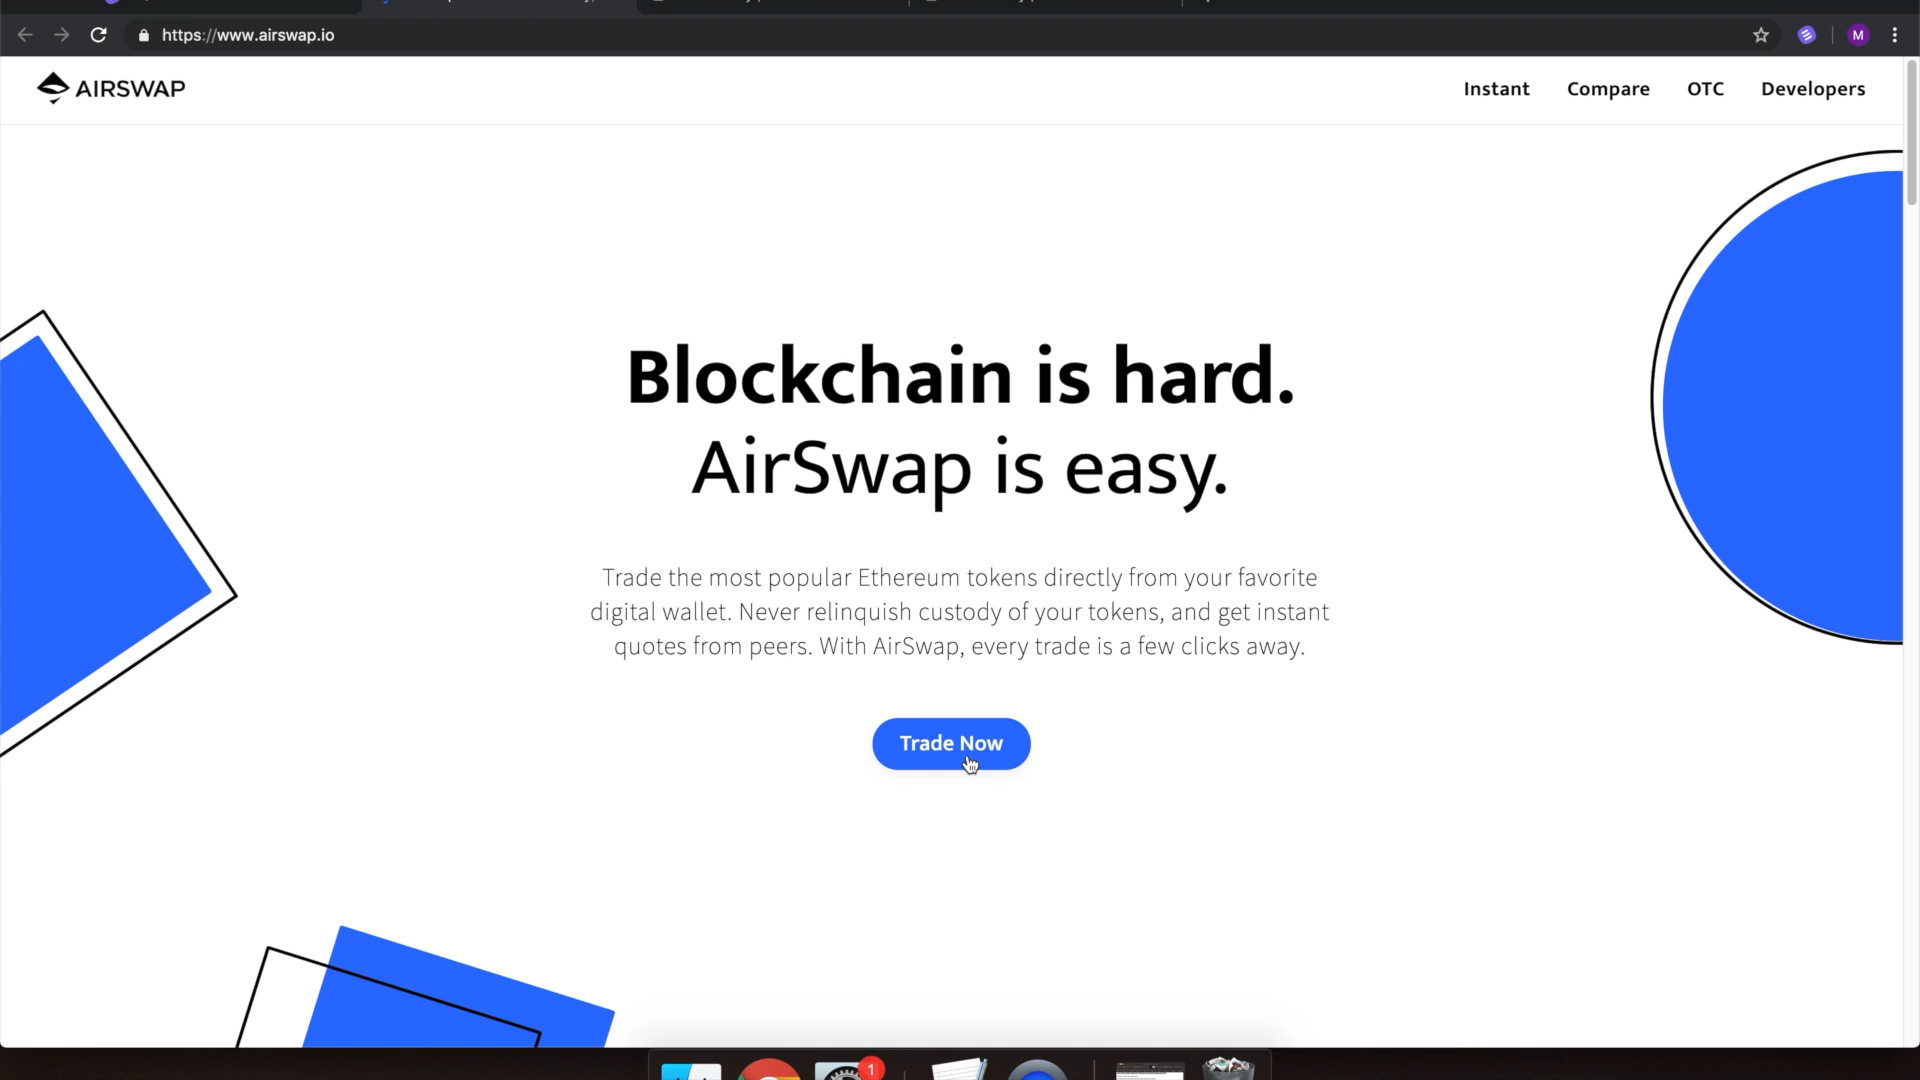 https://www.airswap.io
M
AIRSWAP
Instant
Compare
OTC
Developers
Blockchain is hard.
AirSwap is easy.
Trade the most popular Ethereum tokens directly from your favorite
digital wallet. Never relinquish custody of your tokens, and get instant
quotes from peers. With AirSwap, every trade is a few clicks away.
Trade Now
1